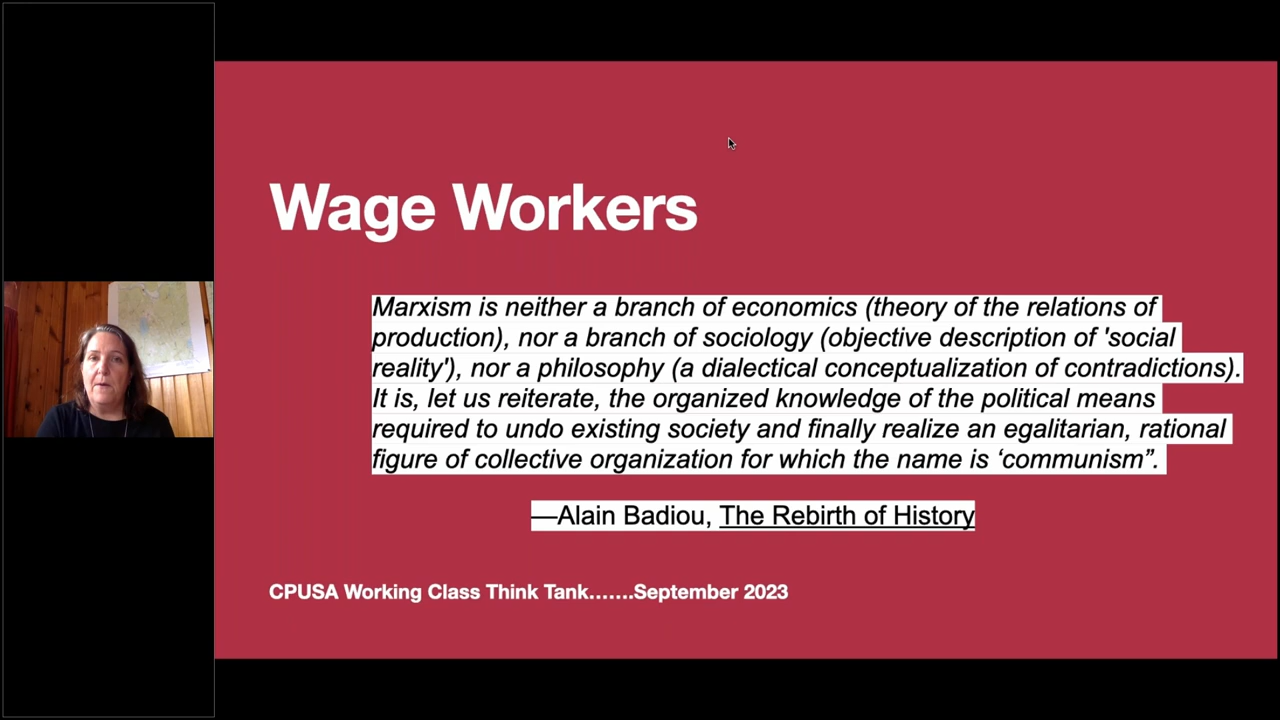 Wage Workers
Marxism is neither a branch of economics (theory of the relations of
production), nor a branch of sociology (objective description of 'social
reality'), nor a philosophy (a dialectical conceptualization of contradictions).
It is, let us reiterate, the organized knowledge of the political means
required to undo existing society and finally realize an egalitarian, rational
figure of collective organization for which the name is ‘communism”.
—Alain Badiou, The Rebirth of History
CPUSA Working Class Think Tank.......September 2023